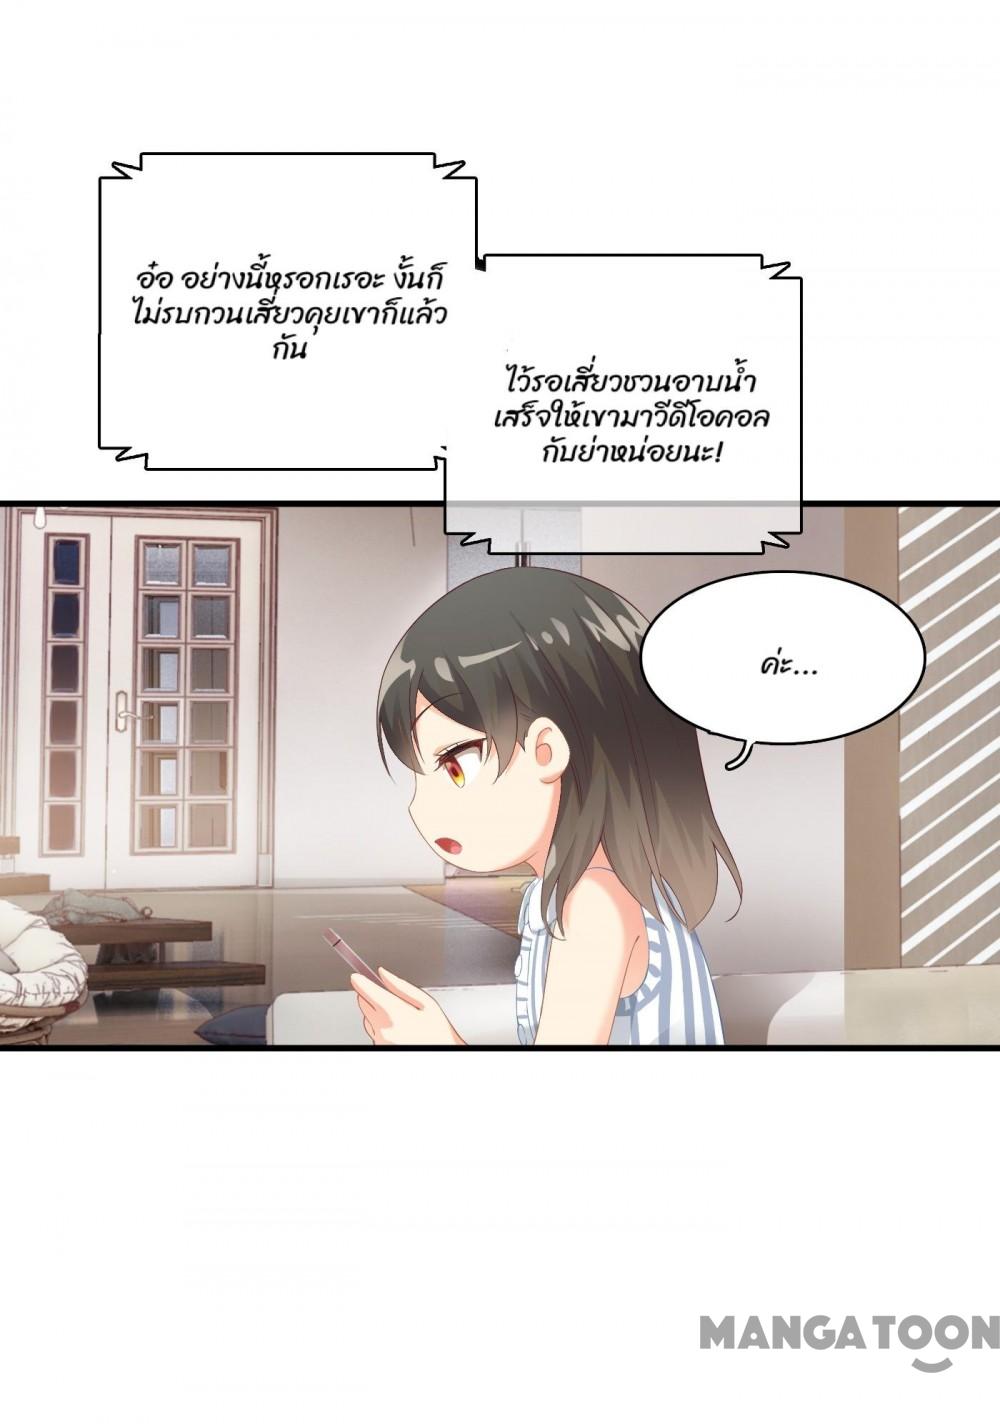 อ๋อ อย่างนี้หรอกเรอะ งั้นก็
ไม่รบกวนเสี่ยวคุยเขาก็แล้ว
กัน
ไว้รอเสี่ยวชวนอาบน้ำ
เสร็จให้เขามาวีดีโอคอล
กับย่าหน่อยนะ!
ค่ะ...
MANGATOON